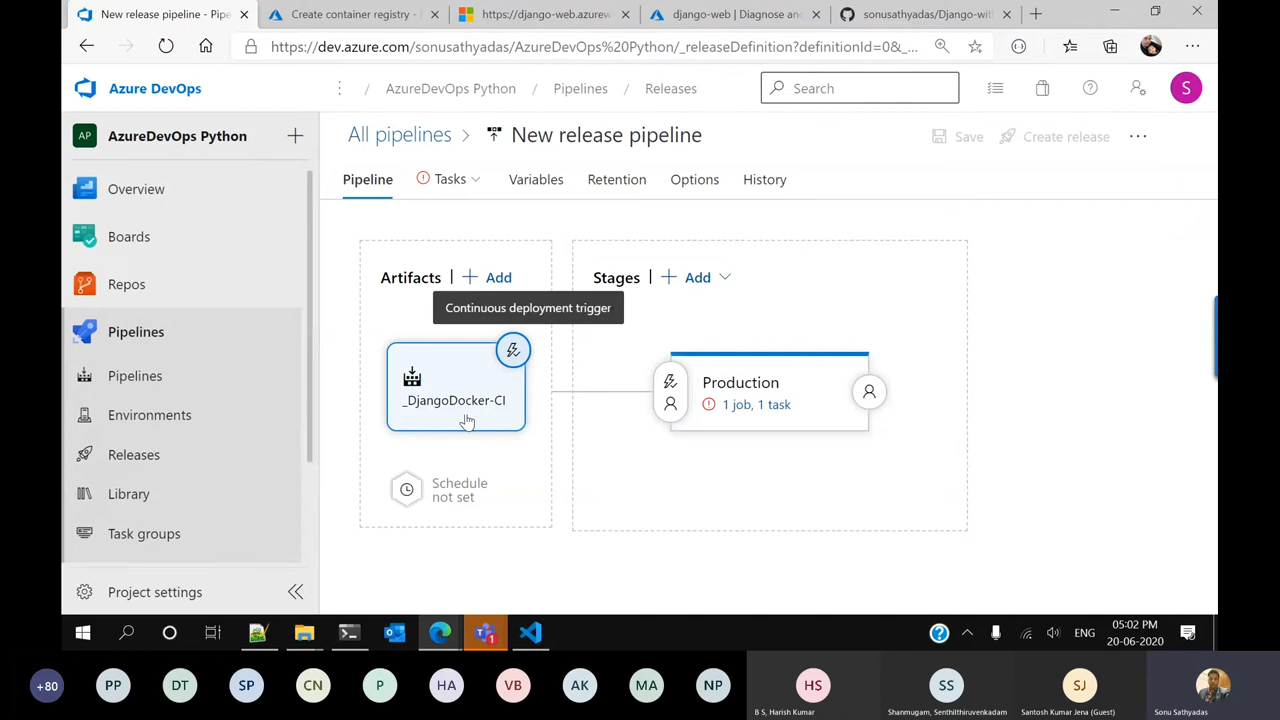 New release pipeline - Pipe
Create container registry -
https://django-web.azurew
django-web | Diagnose an
sonusathyadas/Django-wit
https://dev.azure.com/sonusathyadas/AzureDevOps%20Python/_releaseDefinition?definitionId=0&_...
Azure DevOps
/ AzureDevOps Python / Pipelines / Releases
Search
S
AP AzureDevOps Python
All pipelines > New release pipeline
Save
Create release
Overview
Boards
Repos
Pipelines
Pipelines
Environments
Releases
Library
Task groups
Project settings
Pipeline
Tasks
Variables
Retention
Options
History
Artifacts | + Add
Stages | + Add
Continuous deployment trigger
_DjangoDocker-CI
Schedule
not set
Production
1 job, 1 task
1
ENG
05:02 PM
20-06-2020
+80
PP
DT
SP
CN
P
HA
VB
AK
MA
NP
HS
B S, Harish Kumar
SS
Shanmugam, Senthilthiruvenkadam
SJ
Santosh Kumar Jena (Guest)
Sonu Sathyadas